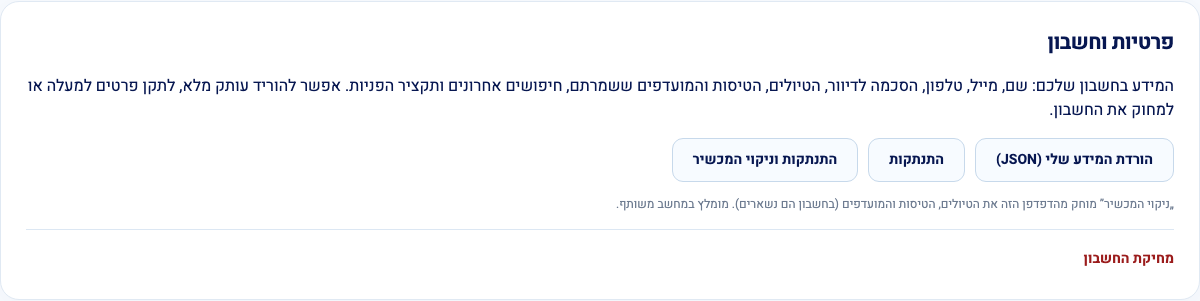 פרטיות וחשבון
המידע בחשבון שלכם: שם, מייל, טלפון, הסכמה לדיוור, הטיולים, הטיסות והמועדפים ששמרתם, חיפושים אחרונים ותקציר הפניות. אפשר להוריד עותק מלא, לתקן פרטים למעלה או
למחוק את החשבון.
הורדת המידע שלי (JSON)
התנתקות
התנתקות וניקוי המכשיר
„ניקוי המכשיר” מוחק מהדפדפן הזה את הטיולים, הטיסות והמועדפים (בחשבון הם נשארים). מומלץ במחשב משותף.
מחיקת החשבון